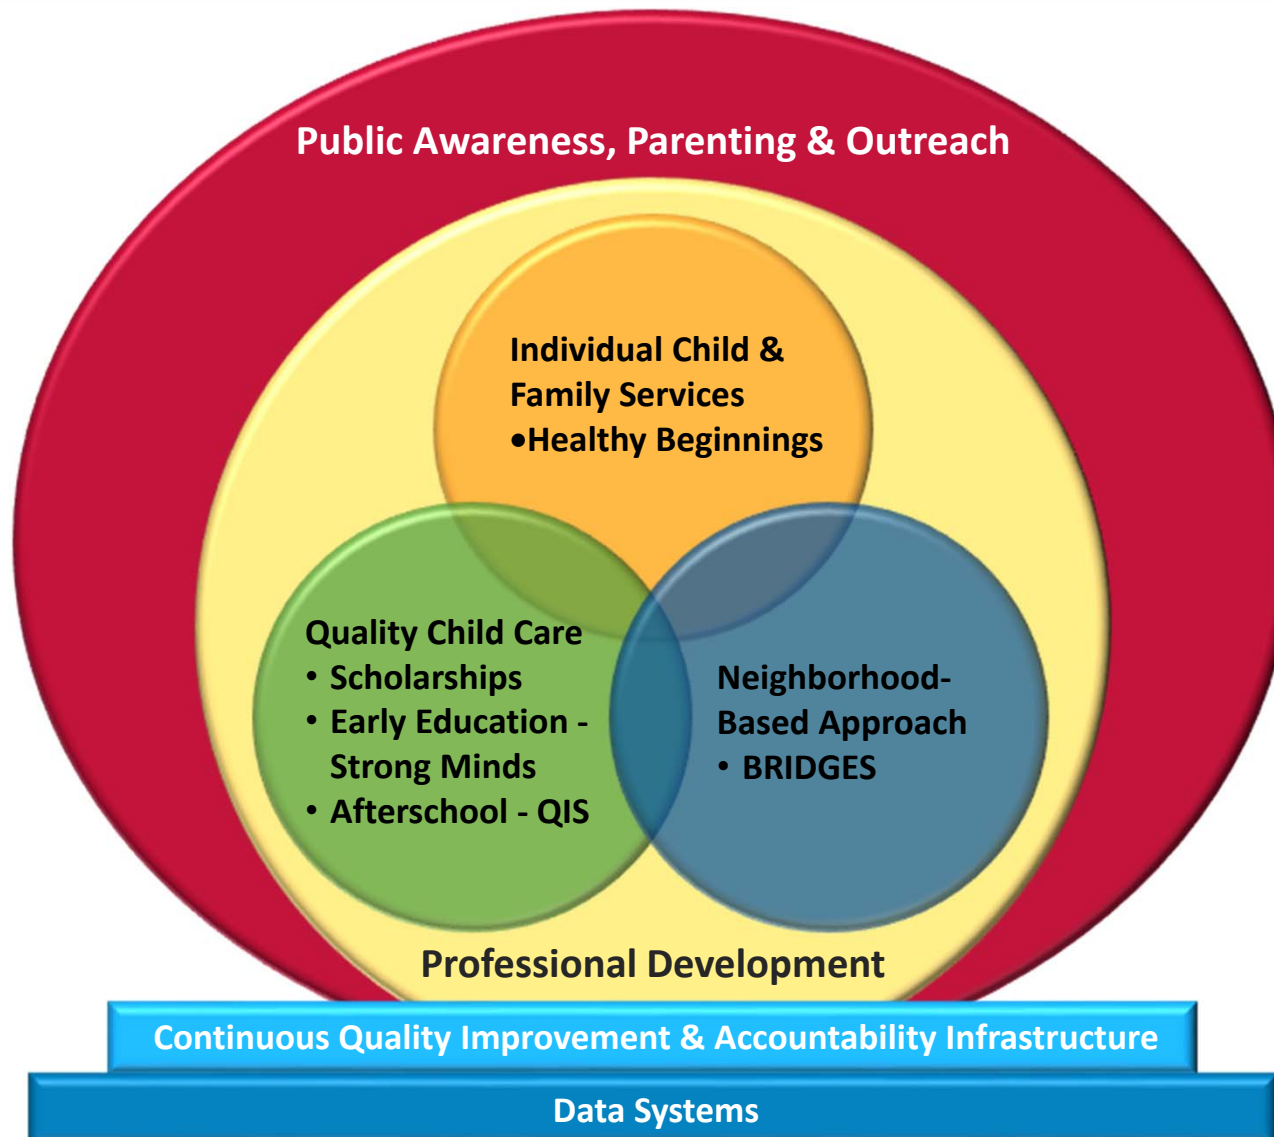 Public Awareness, Parenting & Outreach
Individual Child &
Family Services
•Healthy Beginnings
Quality Child Care
• Scholarships
• Early Education -
Strong Minds
• Afterschool - QIS
Neighborhood-
Based Approach
• BRIDGES
Professional Development
Continuous Quality Improvement & Accountability Infrastructure
Data Systems